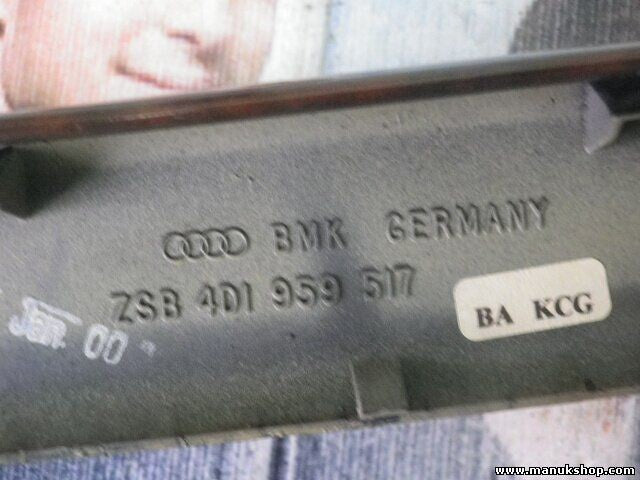 BMK GERMANY
ZSB 4D1 959 517
Jan. 00
BA KCG
www.manukshop.com